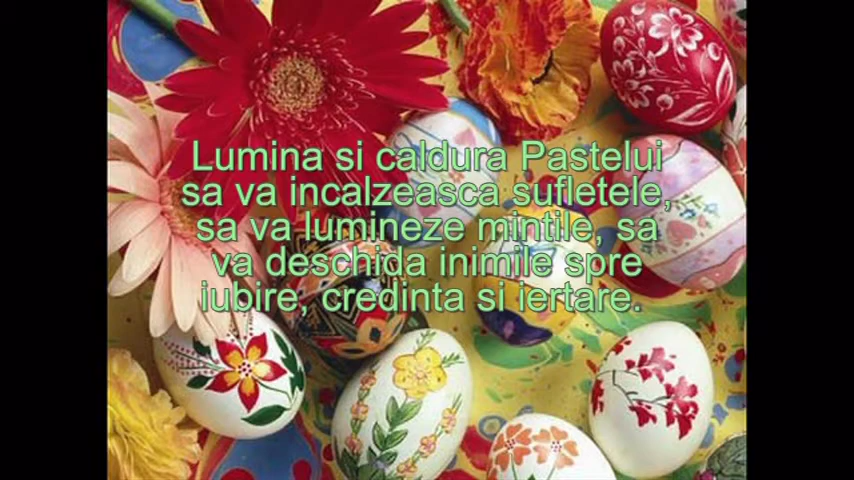 Lumina si caldura Pastelui
sa va incalzeasca sufletele,
sa va lumineze mintile, sa
va deschida inimile spre
iubire, credinta si iertare.